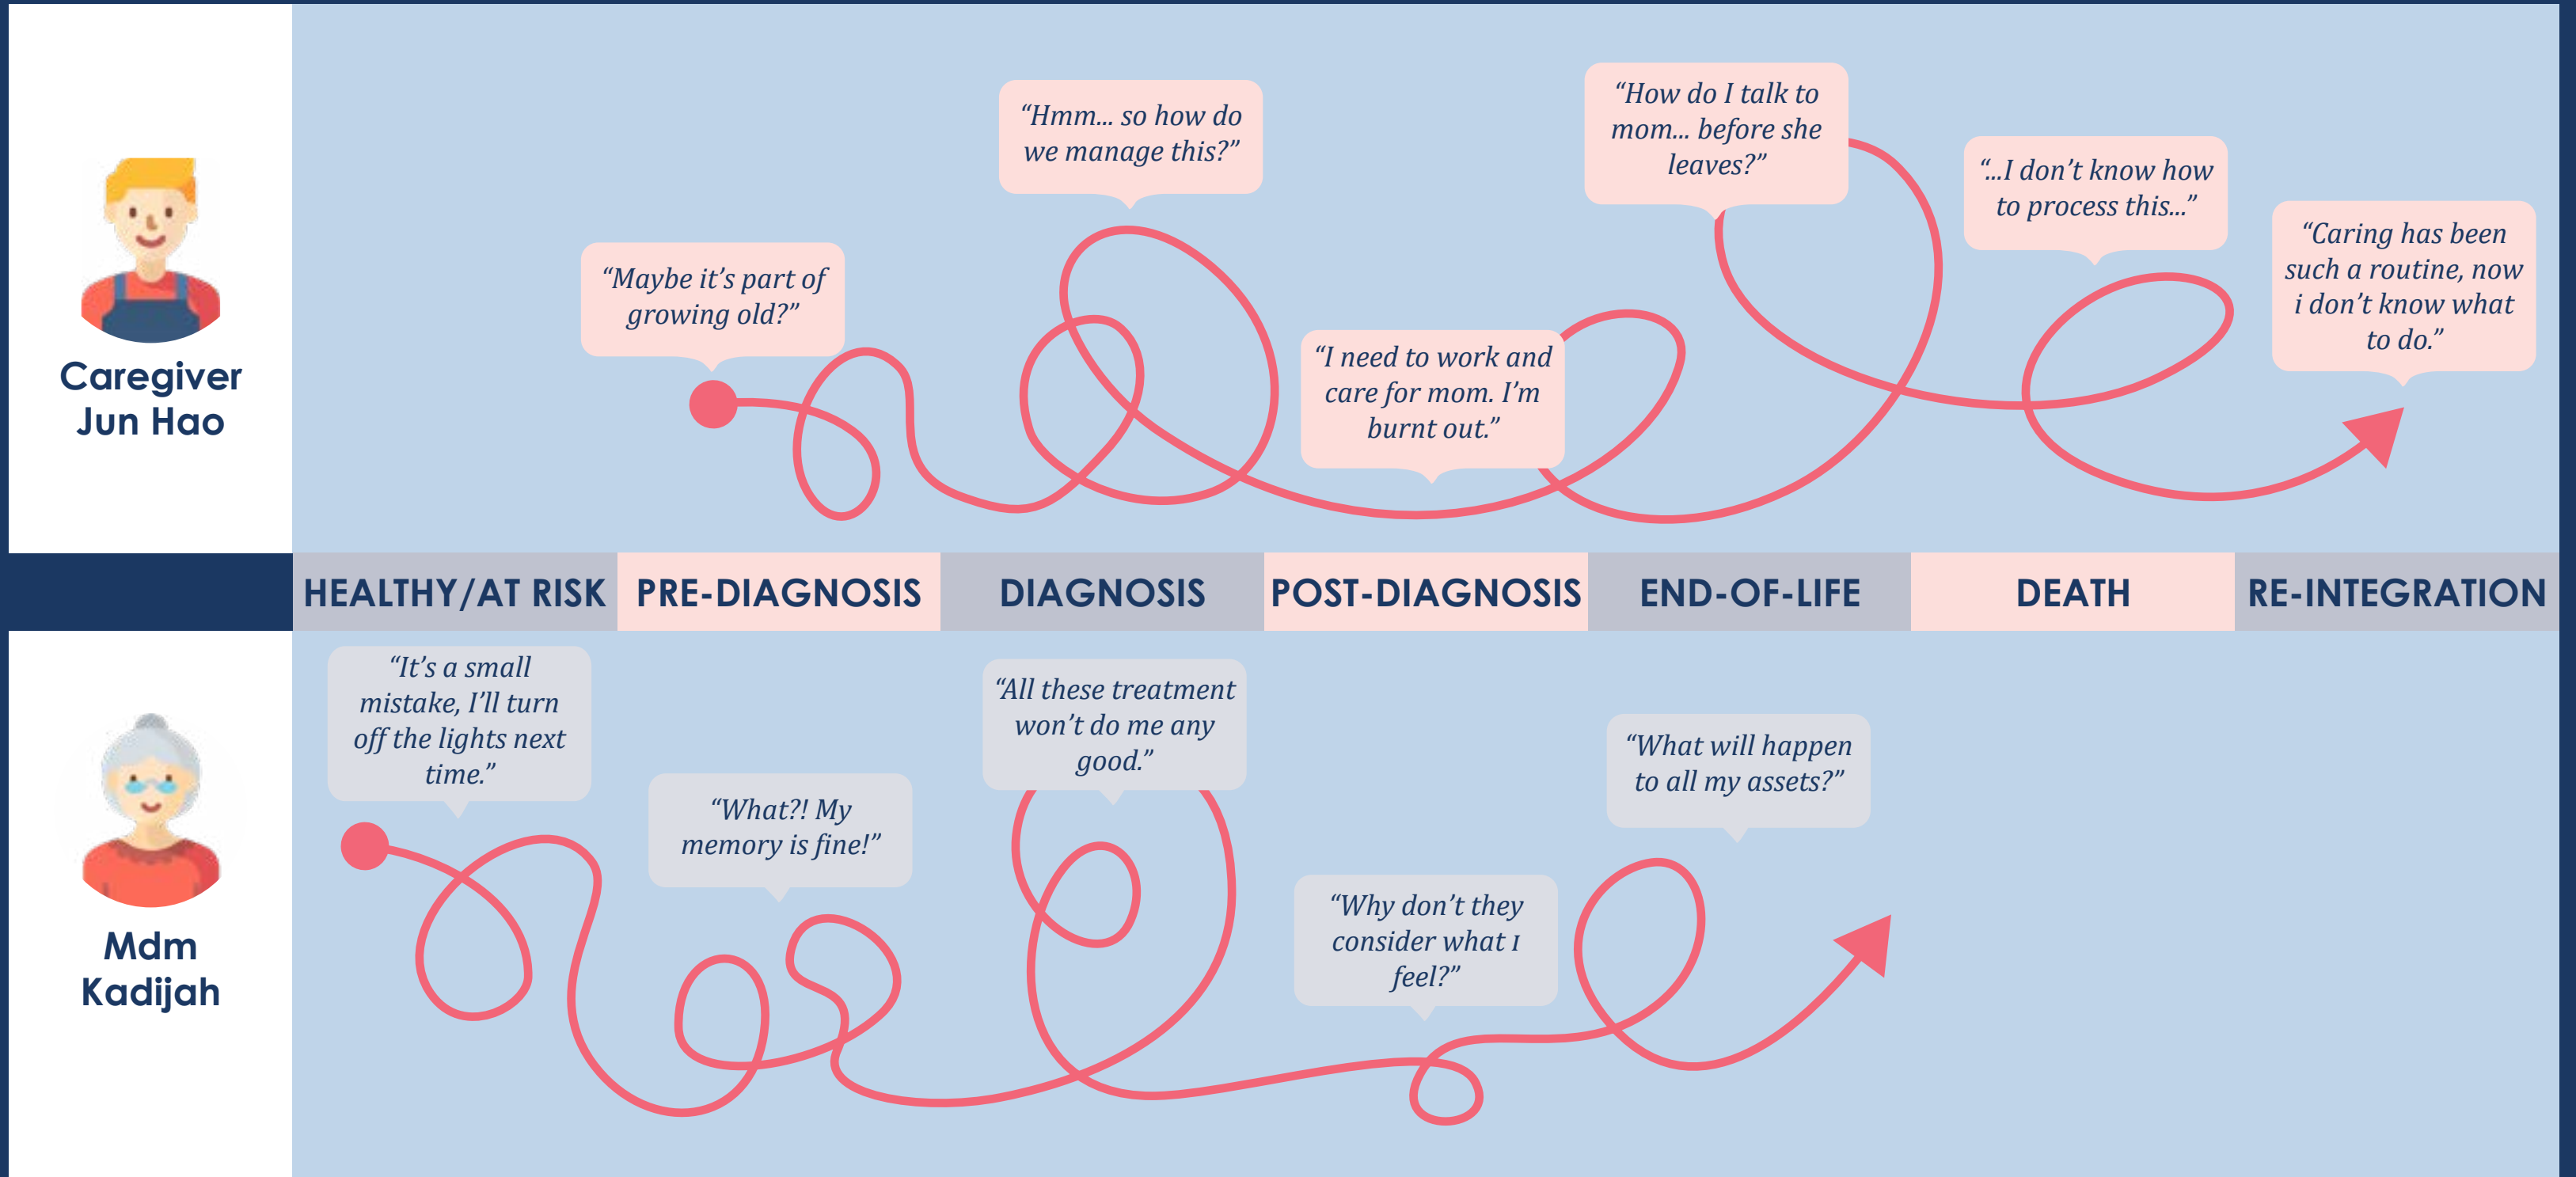 “Maybe it’s part of
growing old?”
“Hmm... so how do
we manage this?”
“I need to work and
care for mom. I’m
burnt out.”
“How do I talk to
mom... before she
leaves?”
“...I don’t know how
to process this...”
“Caring has been
such a routine, now
i don’t know what
to do.”
Caregiver
Jun Hao
HEALTHY/AT RISK
PRE-DIAGNOSIS
DIAGNOSIS
POST-DIAGNOSIS
END-OF-LIFE
DEATH
RE-INTEGRATION
“It’s a small
mistake, I’ll turn
off the lights next
time.”
“What?! My
memory is fine!”
“All these treatment
won’t do me any
good.”
“Why don’t they
consider what I
feel?”
“What will happen
to all my assets?”
Mdm
Kadijah